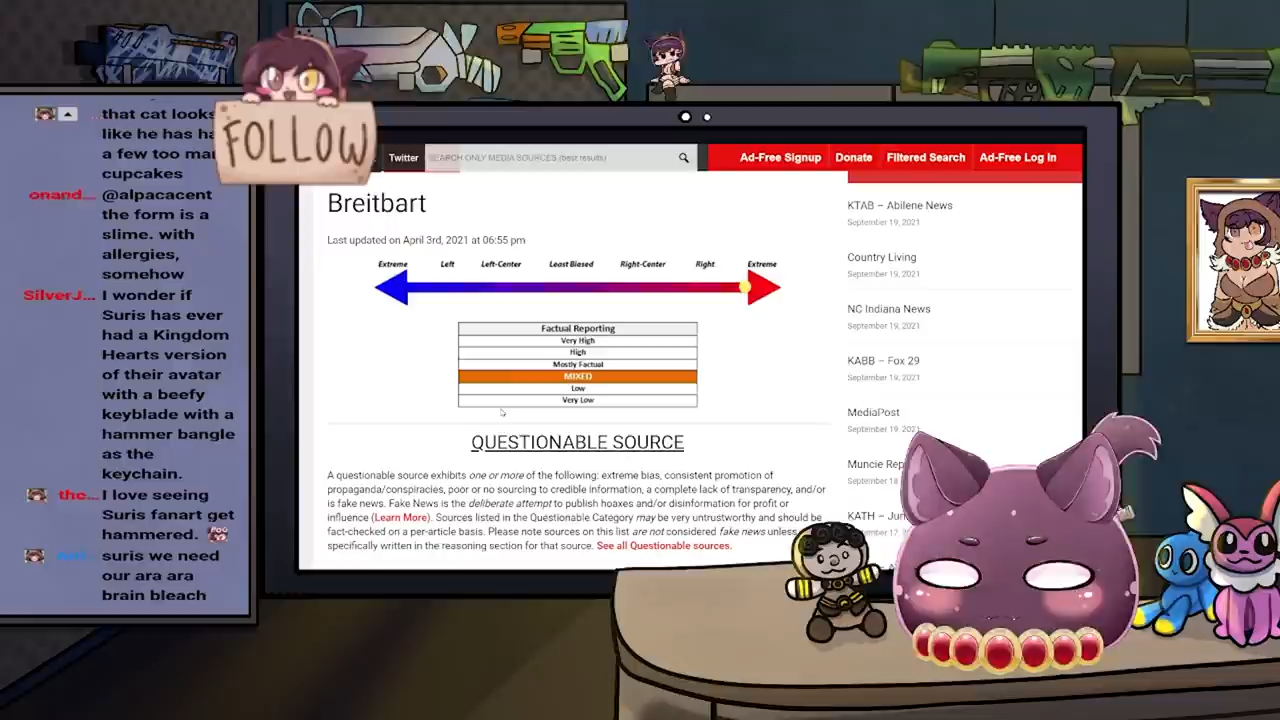 that cat looks
like he has ha
a few too ma
cupcakes
onand... @alpacacent
the form is a
slime. with
allergies,
somehow
SilverJ... I wonder if
Suris has ever
had a Kingdom
Hearts version
of their avatar
with a beefy
keyblade with a
hammer bangle
as the
keychain.
the... I love seeing
Suris fanart get
hammered.
suris we need
our ara ara
brain bleach
FOLLOW
Twitter
SEARCH ONLY MEDIA SOURCES (best results)
Ad-Free Signup Donate Filtered Search Ad-Free Log In
Breitbart
Last updated on April 3rd, 2021 at 06:55 pm
Extreme Left Left-Center Least Biased Right-Center Right Extreme
Factual Reporting
Very High
High
Mostly Factual
MIXED
Low
Very Low
QUESTIONABLE SOURCE
A questionable source exhibits one or more of the following: extreme bias, consistent promotion of
propaganda/conspiracies, poor or no sourcing to credible information, a complete lack of transparency, and/or
is fake news. Fake News is the deliberate attempt to publish hoaxes and/or disinformation for profit or
influence (Learn More). Sources listed in the Questionable Category may be very untrustworthy and should be
fact-checked on a per-article basis. Please note sources on this list are not considered fake news unless
specifically written in the reasoning section for that source. See all Questionable sources.
KTAB – Abilene News
September 19, 2021
Country Living
September 19, 2021
NC Indiana News
September 19, 2021
KABB – Fox 29
September 19, 2021
MediaPost
September 19, 2021
Muncie Rep
September 18
KATH – Jun
September 17, 2